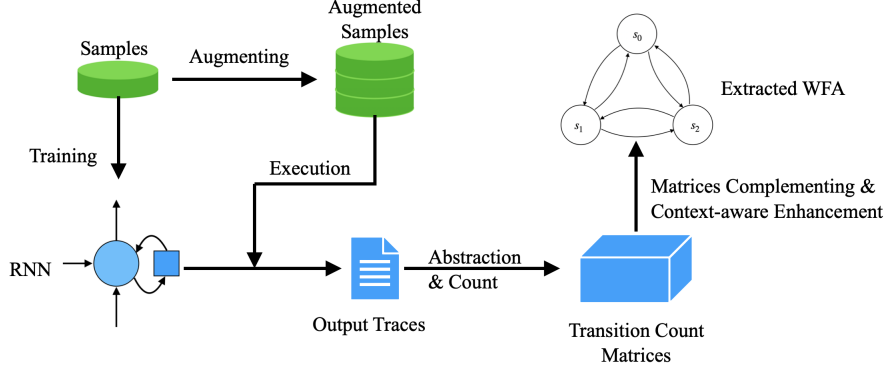 Augmented
Samples
Samples
Augmenting
s0
Extracted WFA
s1
s2
Training
Execution
Matrices Complementing &
Context-aware Enhancement
RNN
Abstraction
& Count
Output Traces
Transition Count
Matrices